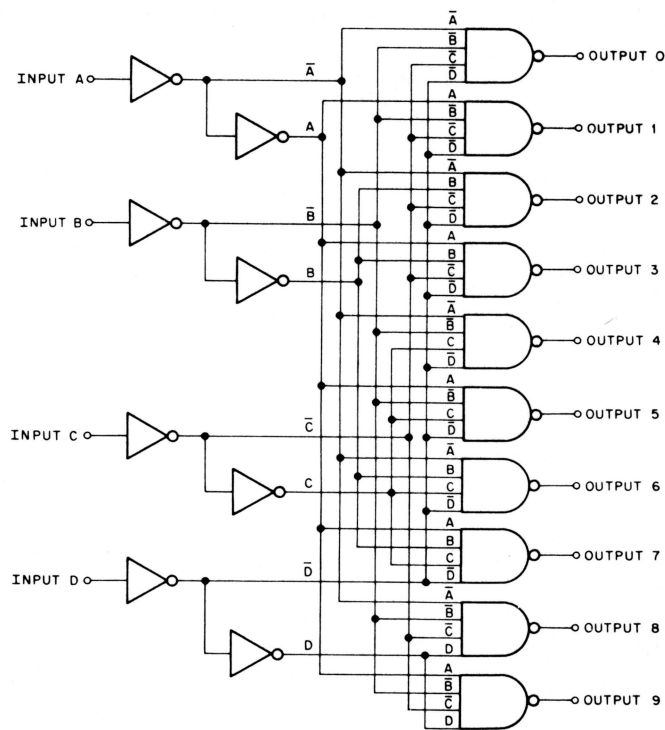 A̅
B̅
C̅
D̅
OUTPUT 0
INPUT A
A̅
A
A
B̅
C̅
D̅
OUTPUT 1
A̅
B
C̅
D̅
OUTPUT 2
INPUT B
B̅
B
A
B
C̅
D̅
OUTPUT 3
A̅
B̅
C
D̅
OUTPUT 4
A
B̅
C
D̅
OUTPUT 5
INPUT C
C̅
C
A̅
B
C
D̅
OUTPUT 6
A
B
C
D̅
OUTPUT 7
INPUT D
D̅
D
A̅
B̅
C̅
D
OUTPUT 8
A
B̅
C̅
D
OUTPUT 9